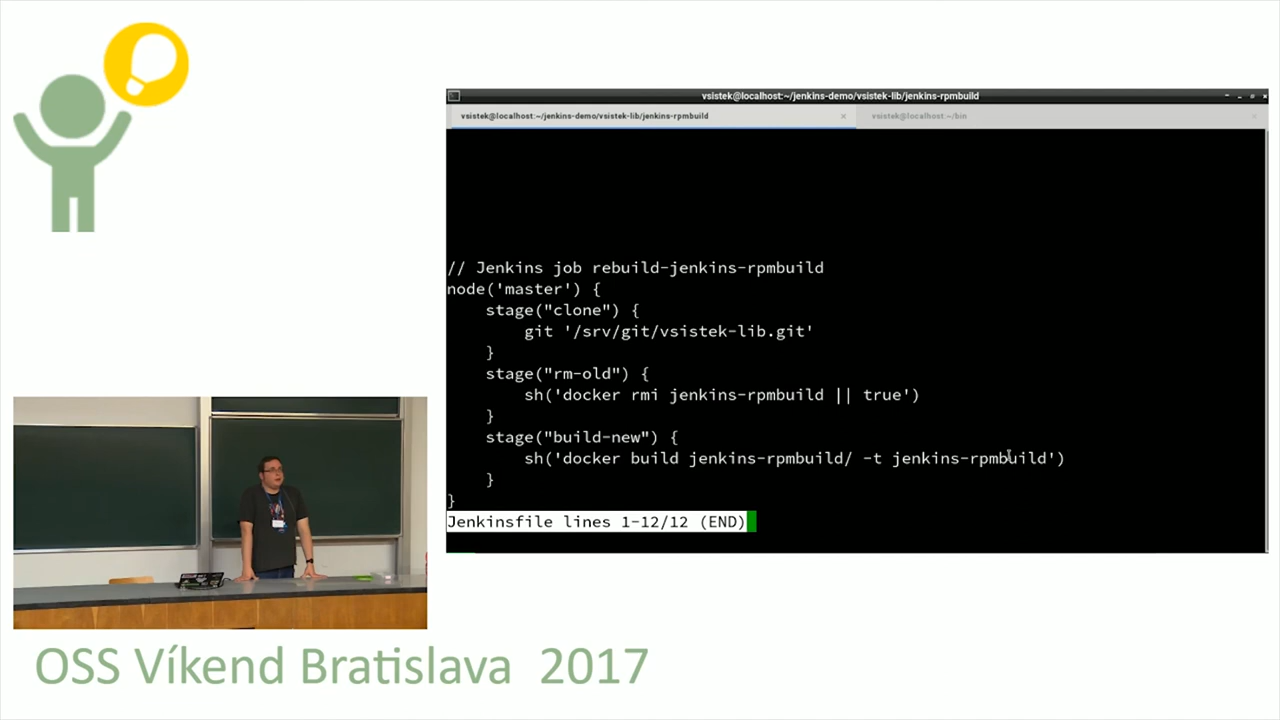 vsistek@localhost:~/jenkins-demo/vsistek-lib/jenkins-rpmbuild
vsistek@localhost:~/jenkins-demo/vsistek-lib/jenkins-rpmbuild
vsistek@localhost:~/bin
// Jenkins job rebuild-jenkins-rpmbuild
node('master') {
    stage("clone") {
        git '/srv/git/vsistek-lib.git'
    }
    stage("rm-old") {
        sh('docker rmi jenkins-rpmbuild || true')
    }
    stage("build-new") {
        sh('docker build jenkins-rpmbuild/ -t jenkins-rpmbuild')
    }
}
Jenkinsfile lines 1-12/12 (END)
OSS Víkend Bratislava 2017